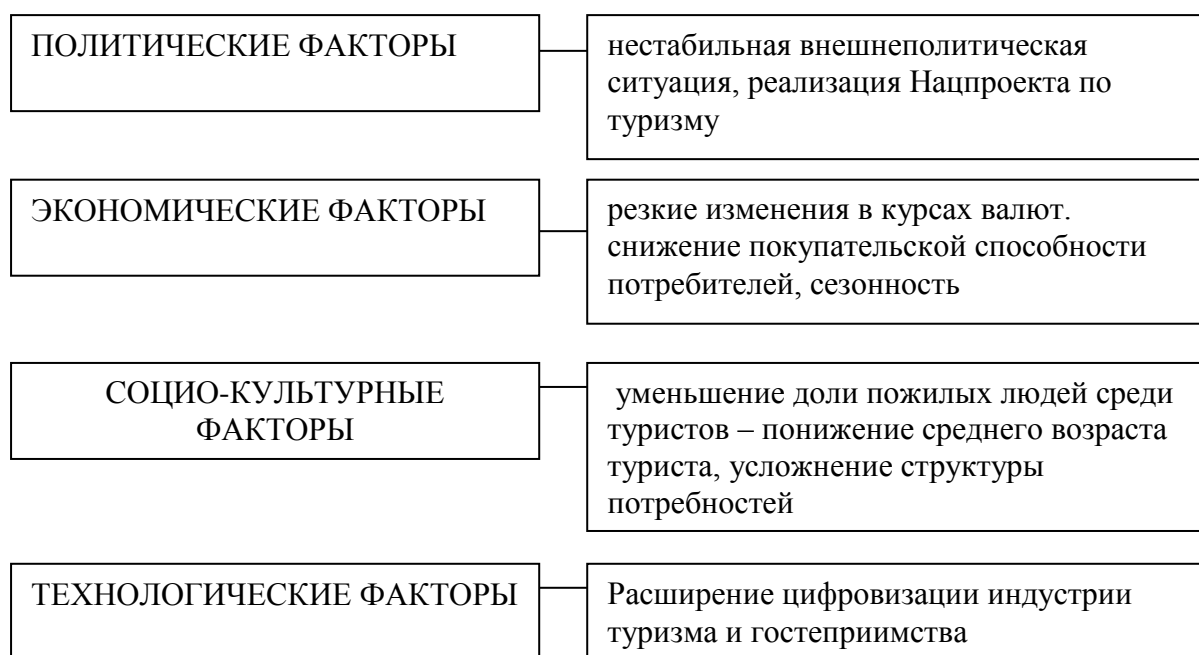 ПОЛИТИЧЕСКИЕ ФАКТОРЫ
нестабильная внешнеполитическая
ситуация, реализация Нацпроекта по
туризму
ЭКОНОМИЧЕСКИЕ ФАКТОРЫ
резкие изменения в курсах валют.
снижение покупательской способности
потребителей, сезонность
СОЦИО-КУЛЬТУРНЫЕ
ФАКТОРЫ
уменьшение доли пожилых людей среди
туристов – понижение среднего возраста
туриста, усложнение структуры
потребностей
ТЕХНОЛОГИЧЕСКИЕ ФАКТОРЫ
Расширение цифровизации индустрии
туризма и гостеприимства